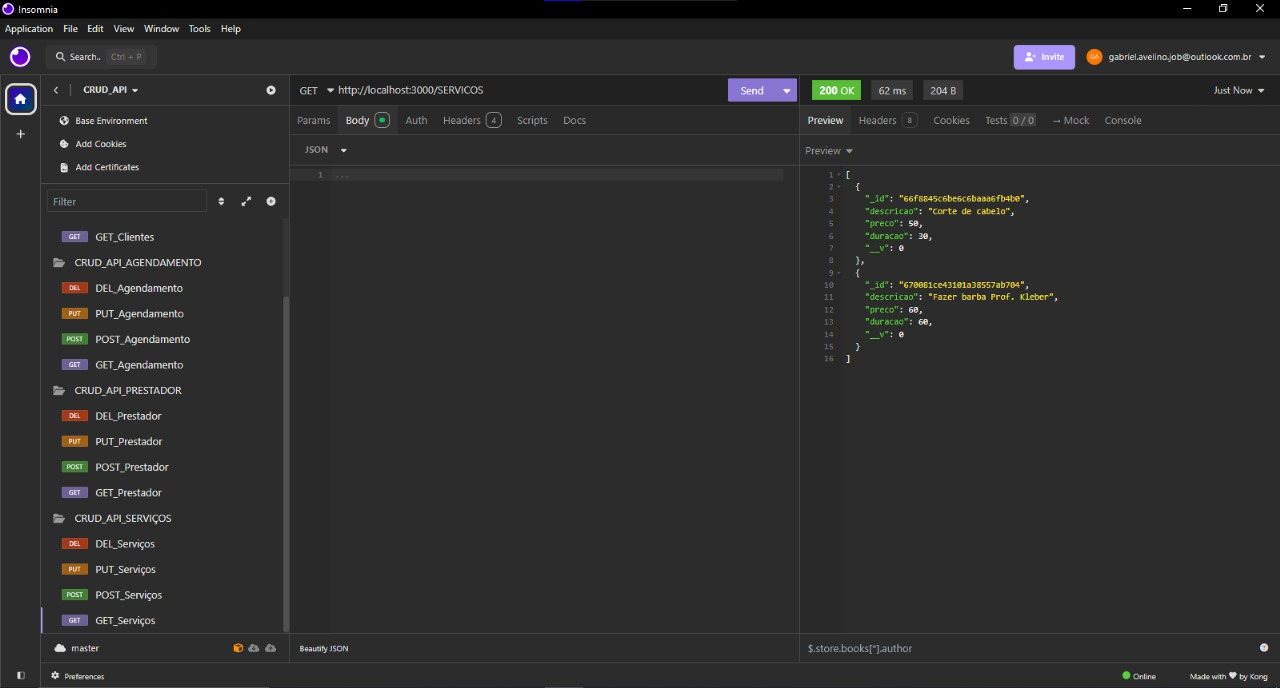 Insomnia
Application File Edit View Window Tools Help
Search.. Ctrl + P
Invite
GA gabriel.avelino.job@outlook.com.br
CRUD_API
GET http://localhost:3000/SERVICOS
Send
200 OK 62 ms 204 B
Just Now
Base Environment
Add Cookies
Add Certificates
Params Body Auth Headers 4 Scripts Docs
Preview Headers 8 Cookies Tests 0 / 0 → Mock Console
JSON
Preview
Filter
GET GET_Clientes
CRUD_API_AGENDAMENTO
DEL DEL_Agendamento
PUT PUT_Agendamento
POST POST_Agendamento
GET GET_Agendamento
CRUD_API_PRESTADOR
DEL DEL_Prestador
PUT PUT_Prestador
POST POST_Prestador
GET GET_Prestador
CRUD_API_SERVIÇOS
DEL DEL_Serviços
PUT PUT_Serviços
POST POST_Serviços
GET GET_Serviços
1 ...
1 [
2 {
3 "_id": "66f8845c6be6c6baaa6fb4b0",
4 "descricao": "Corte de cabelo",
5 "preco": 50,
6 "duracao": 30,
7 "__v": 0
8 },
9 {
10 "_id": "670081ce43101a38557ab704",
11 "descricao": "Fazer barba Prof. Kleber",
12 "preco": 60,
13 "duracao": 60,
14 "__v": 0
15 }
16 ]
master
Beautify JSON
$.store.books[*].author
Preferences
Online
Made with ♥ by Kong